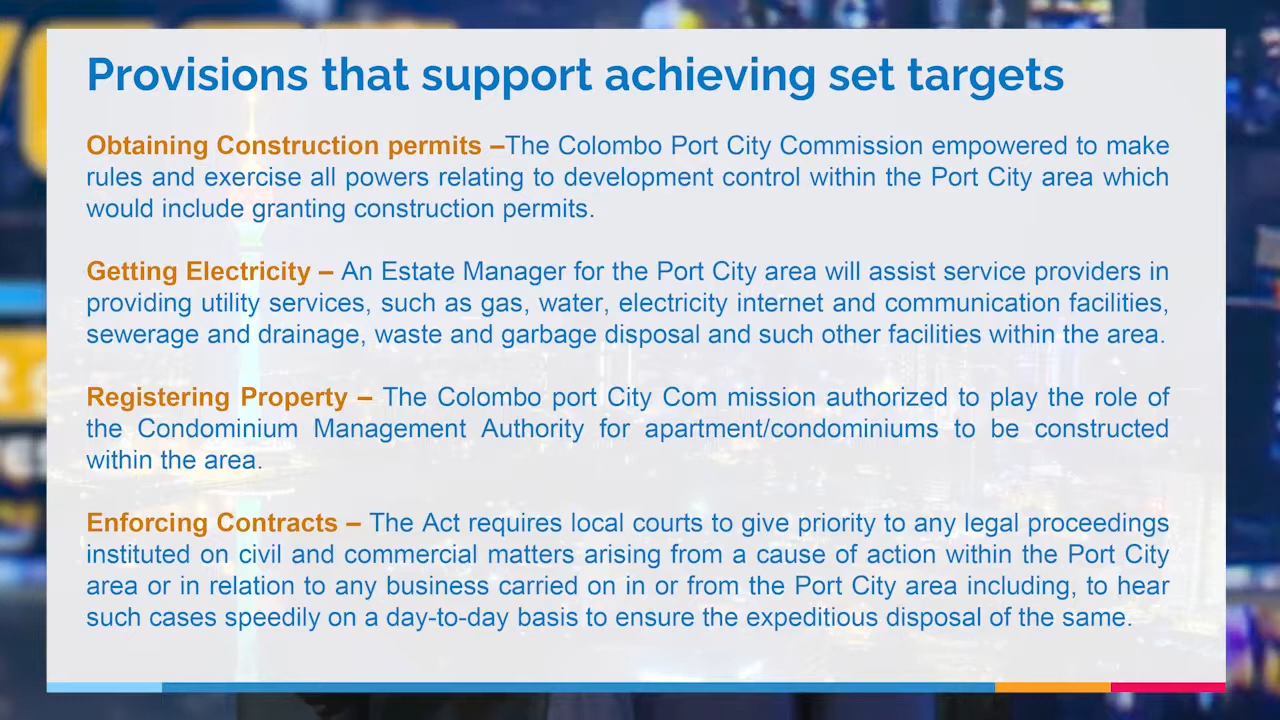 Provisions that support achieving set targets
Obtaining Construction permits –The Colombo Port City Commission empowered to make
rules and exercise all powers relating to development control within the Port City area which
would include granting construction permits.
Getting Electricity – An Estate Manager for the Port City area will assist service providers in
providing utility services, such as gas, water, electricity internet and communication facilities,
sewerage and drainage, waste and garbage disposal and such other facilities within the area.
Registering Property – The Colombo port City Com mission authorized to play the role of
the Condominium Management Authority for apartment/condominiums to be constructed
within the area.
Enforcing Contracts – The Act requires local courts to give priority to any legal proceedings
instituted on civil and commercial matters arising from a cause of action within the Port City
area or in relation to any business carried on in or from the Port City area including, to hear
such cases speedily on a day-to-day basis to ensure the expeditious disposal of the same.